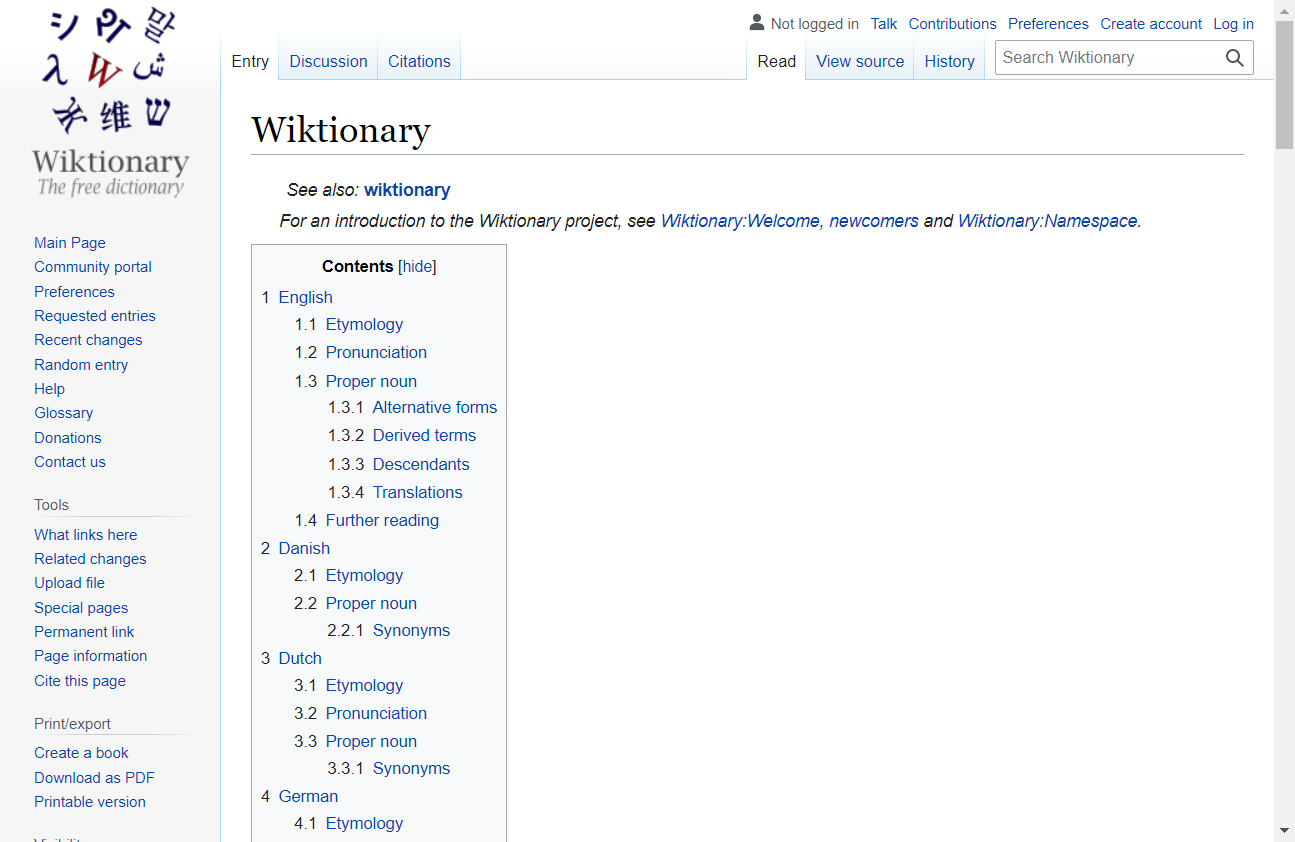 シ
말
λ W ش
维 ש
Wiktionary
The free dictionary
Main Page
Community portal
Preferences
Requested entries
Recent changes
Random entry
Help
Glossary
Donations
Contact us
Tools
What links here
Related changes
Upload file
Special pages
Permanent link
Page information
Cite this page
Print/export
Create a book
Download as PDF
Printable version
Not logged in Talk Contributions Preferences Create account Log in
Entry Discussion Citations Read View source History Search Wiktionary
Wiktionary
See also: wiktionary
For an introduction to the Wiktionary project, see Wiktionary:Welcome, newcomers and Wiktionary:Namespace.
Contents [hide]
1 English
1.1 Etymology
1.2 Pronunciation
1.3 Proper noun
1.3.1 Alternative forms
1.3.2 Derived terms
1.3.3 Descendants
1.3.4 Translations
1.4 Further reading
2 Danish
2.1 Etymology
2.2 Proper noun
2.2.1 Synonyms
3 Dutch
3.1 Etymology
3.2 Pronunciation
3.3 Proper noun
3.3.1 Synonyms
4 German
4.1 Etymology